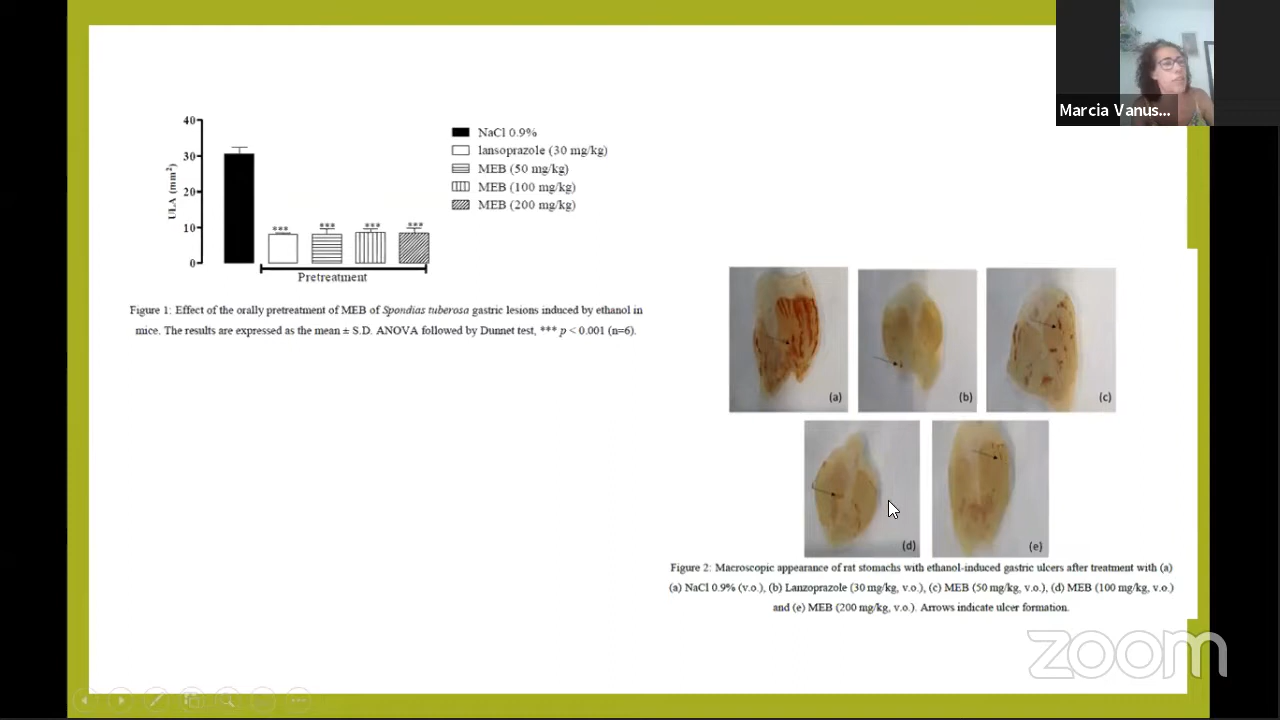 Marcia Vanus...
40
30
20
10
0
ULA (mm²)
*** *** *** ***
Pretreatment
NaCl 0.9%
lansoprazole (30 mg/kg)
MEB (50 mg/kg)
MEB (100 mg/kg)
MEB (200 mg/kg)
Figure 1: Effect of the orally pretreatment of MEB of Spondias tuberosa gastric lesions induced by ethanol in
mice. The results are expressed as the mean ± S.D. ANOVA followed by Dunnet test, *** p < 0.001 (n=6).
(a)
(b)
(c)
(d)
(e)
Figure 2: Macroscopic appearance of rat stomachs with ethanol-induced gastric ulcers after treatment with (a)
(a) NaCl 0.9% (v.o.), (b) Lanzoprazole (30 mg/kg, v.o.), (c) MEB (50 mg/kg, v.o.), (d) MEB (100 mg/kg, v.o.)
and (e) MEB (200 mg/kg, v.o.). Arrows indicate ulcer formation.
zoom